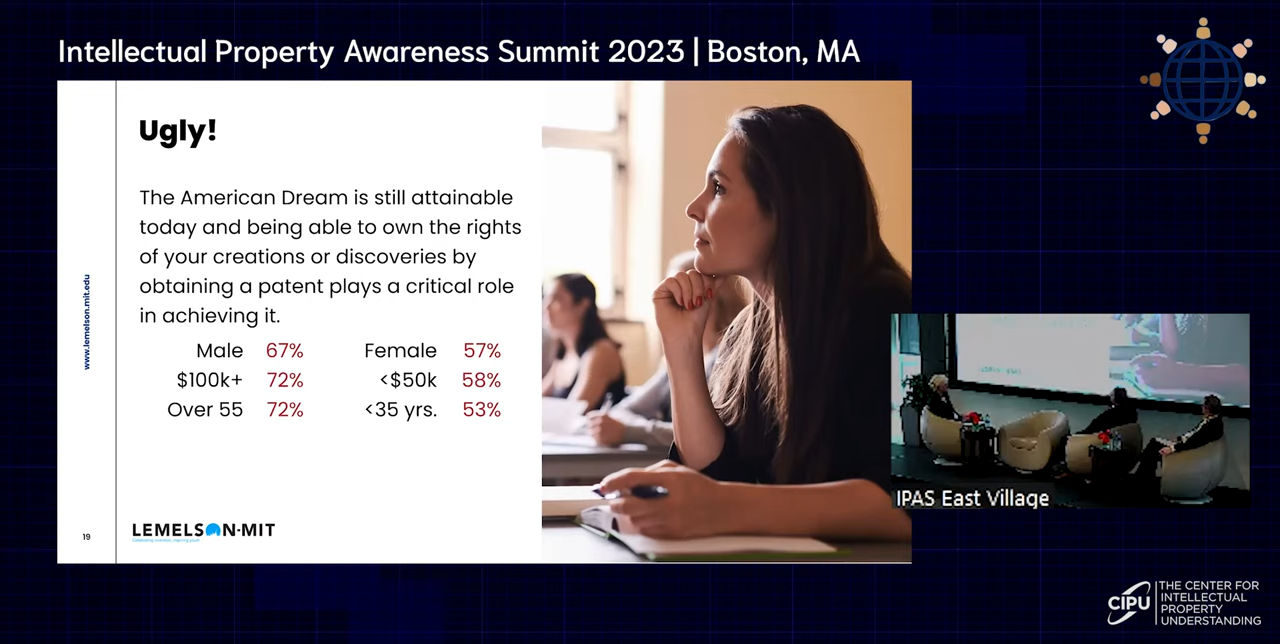 Intellectual Property Awareness Summit 2023 | Boston, MA
Ugly!
The American Dream is still attainable
today and being able to own the rights
of your creations or discoveries by
obtaining a patent plays a critical role
in achieving it.
Male 67% Female 57%
$100k+ 72% <$50k 58%
Over 55 72% <35 yrs. 53%
www.lemelson.mit.edu
19
LEMELSON-MIT
IPAS East Village
CIPU
THE CENTER FOR
INTELLECTUAL
PROPERTY
UNDERSTANDING